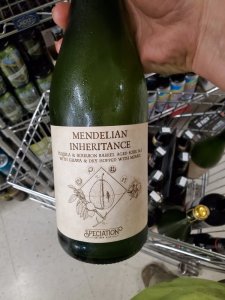 MENDELIAN
INHERITANCE
TEQUILA & BOURBON BARREL AGED SOUR ALE
WITH GUAVA & DRY HOPPED WITH MOSAIC
SPECIATION